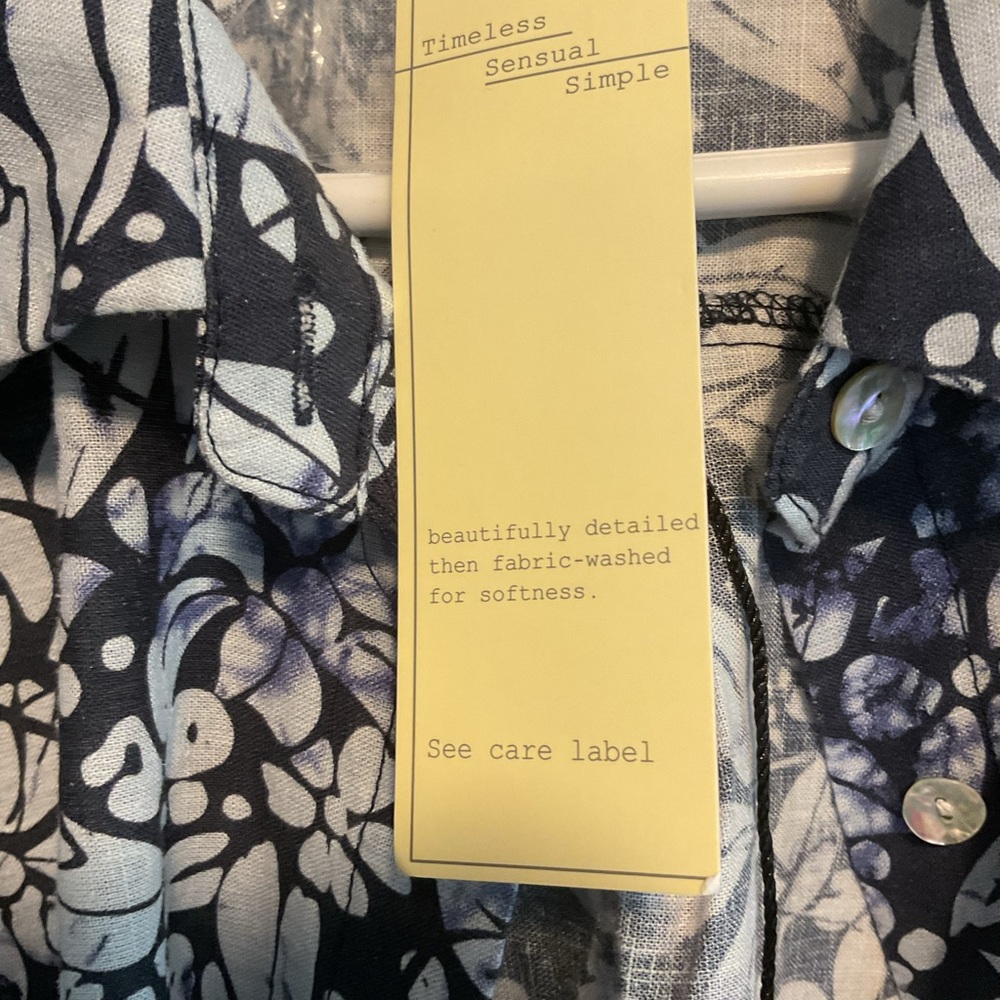 Timeless
Sensual
Simple
beautifully detailed
then fabric-washed
for softness.
See care label